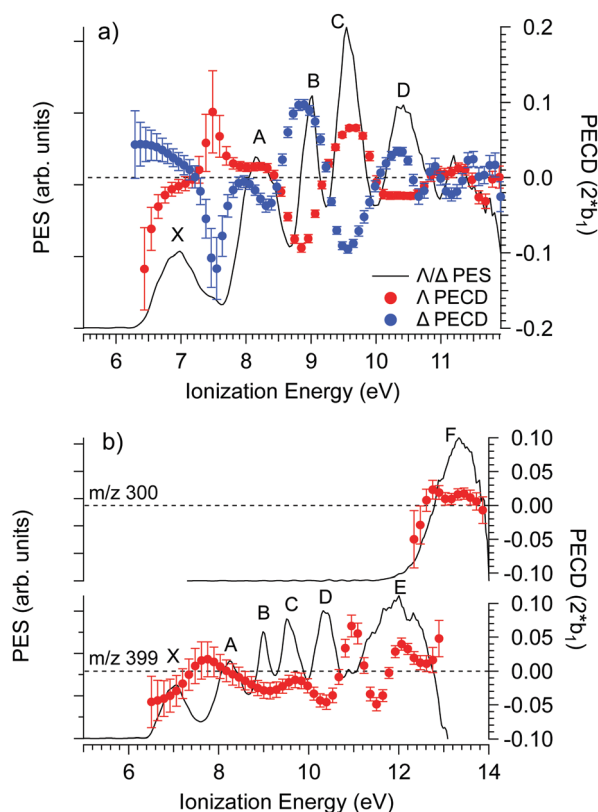 a)
C
B
D
A
X
PES (arb. units)
0.2
0.1
0.0
-0.1
-0.2
PECD (2*b₁)
Λ/Δ PES
Λ PECD
Δ PECD
6 7 8 9 10 11
Ionization Energy (eV)
b)
F
m/z 300
0.10
0.05
0.00
-0.05
-0.10
PES (arb. units)
PECD (2*b₁)
m/z 399
X
A
B
C
D
E
0.10
0.05
0.00
-0.05
-0.10
6 8 10 12 14
Ionization Energy (eV)